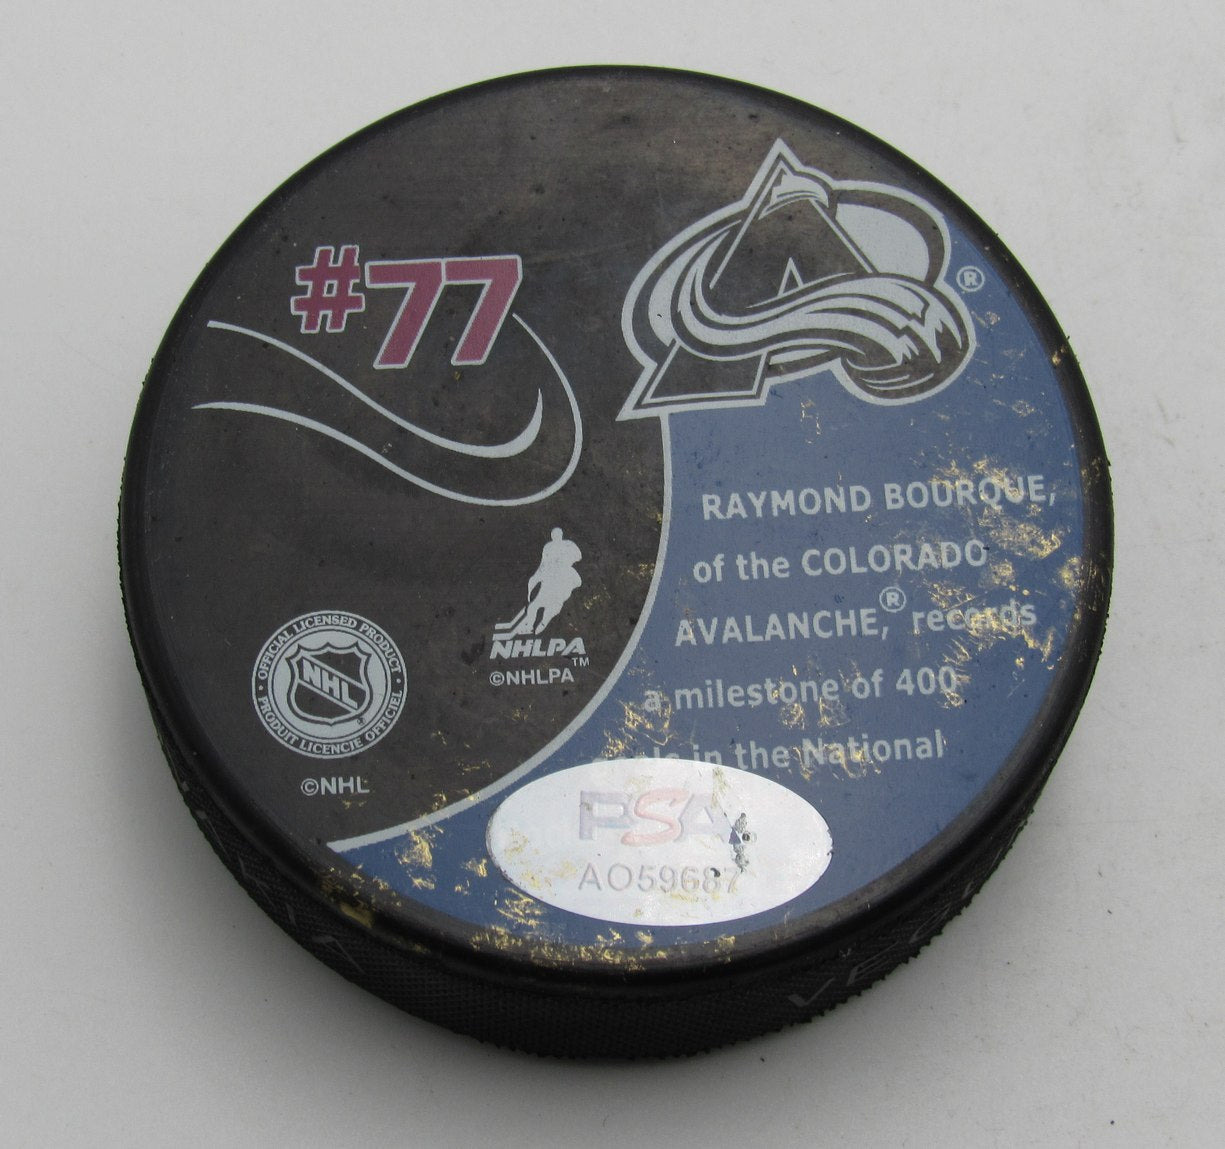 #77
®
RAYMOND BOURQUE,
of the COLORADO
AVALANCHE,® records
a milestone of 400
in the National
NHLPA™
©NHLPA
OFFICIAL LICENSED PRODUCT
NHL
PRODUIT LICENCIE OFFICIEL
©NHL
PSA
AO59687